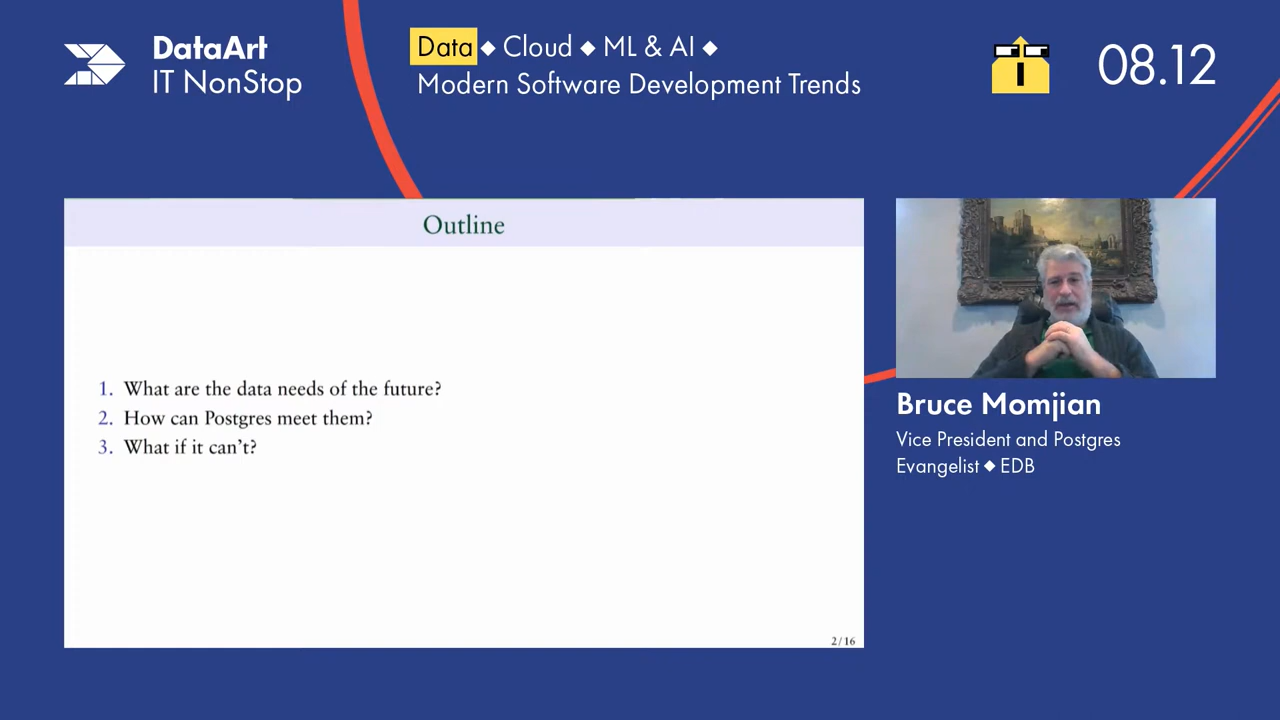 DataArt
IT NonStop
Data ◆ Cloud ◆ ML & AI ◆
Modern Software Development Trends
08.12
Outline
1. What are the data needs of the future?
2. How can Postgres meet them?
3. What if it can't?
2/16
Bruce Momjian
Vice President and Postgres
Evangelist ◆ EDB